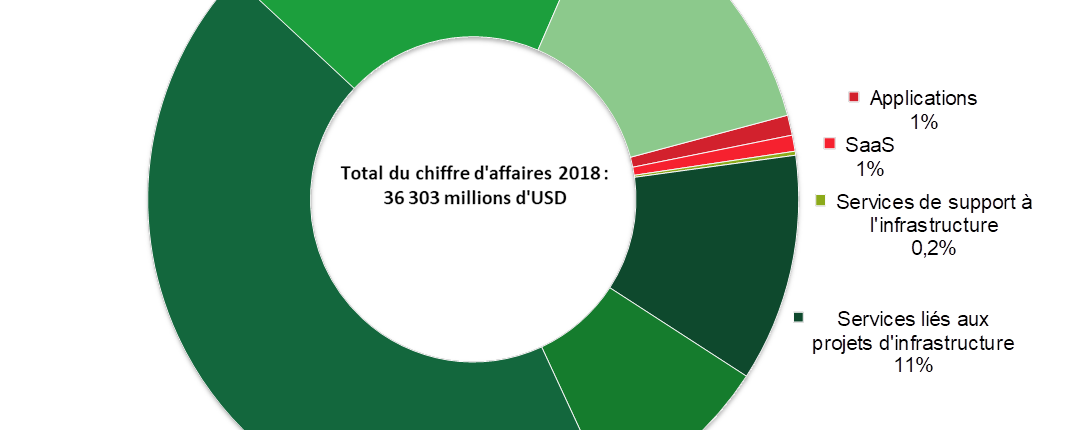 Total du chiffre d'affaires 2018 :
36 303 millions d'USD
Applications
1%
SaaS
1%
Services de support à
l'infrastructure
0,2%
Services liés aux
projets d'infrastructure
11%